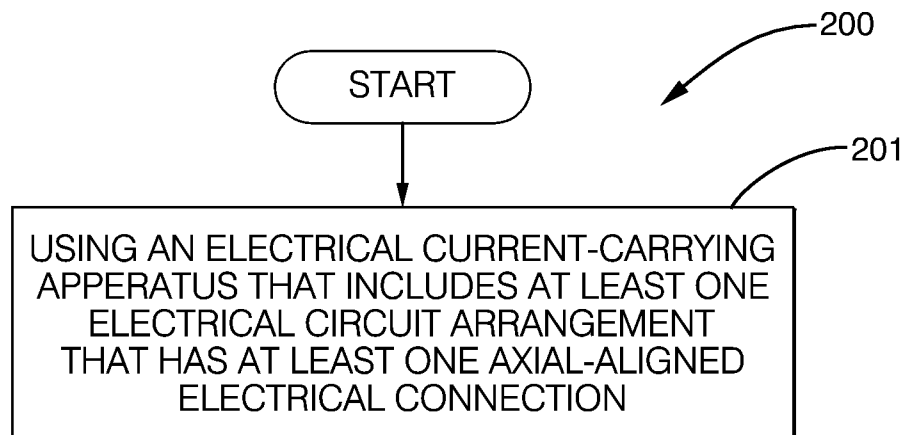 200
START
201
USING AN ELECTRICAL CURRENT-CARRYING
APPERATUS THAT INCLUDES AT LEAST ONE
ELECTRICAL CIRCUIT ARRANGEMENT
THAT HAS AT LEAST ONE AXIAL-ALIGNED
ELECTRICAL CONNECTION